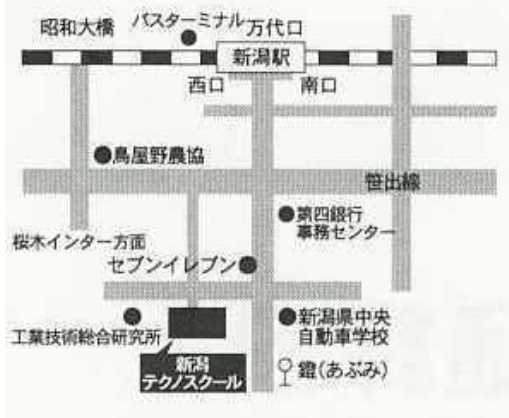 昭和大橋
バスターミナル
万代口
新潟駅
西口
南口
鳥屋野農協
笹出線
第四銀行
事務センター
桜木インター方面
セブンイレブン
工業技術総合研究所
新潟県中央
自動車学校
新潟
テクノスクール
鐙(あぶみ)